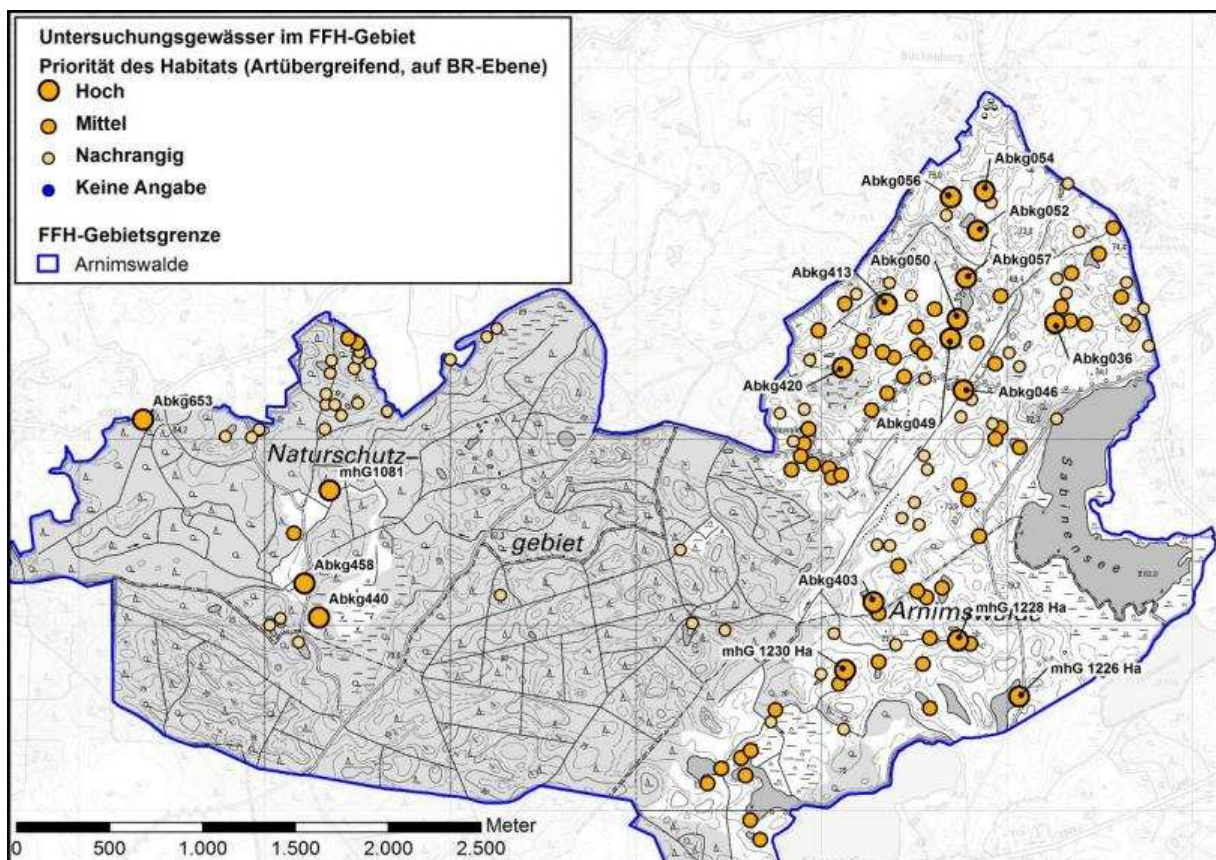 Untersuchungsgewässer im FFH-Gebiet
Priorität des Habitats (Artübergreifend, auf BR-Ebene)
Hoch
Mittel
Nachrangig
Keine Angabe
FFH-Gebietsgrenze
Arnimswalde
Abkg054
Abkg056
Abkg052
Abkg050
Abkg057
Abkg413
Abkg036
Abkg420
Abkg046
Abkg653
Abkg049
Naturschutz-
mhG1081
Sabinensee
gebiet
Abkg458
Abkg403
Abkg440
Arnimswalde
mhG 1228 Ha
mhG 1230 Ha
mhG 1226 Ha
Meter
0 500 1.000 1.500 2.000 2.500